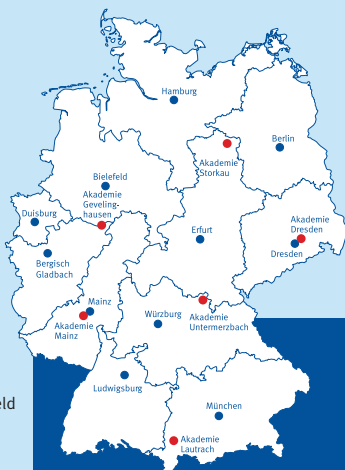 Hamburg
Berlin
Akademie
Storkau
Bielefeld
Akademie
Geveling-
hausen
Duisburg
Akademie
Dresden
Dresden
Erfurt
Bergisch
Gladbach
Mainz
Akademie
Mainz
Würzburg
Akademie
Untermerzbach
Ludwigsburg
München
Akademie
Lautrach
eld